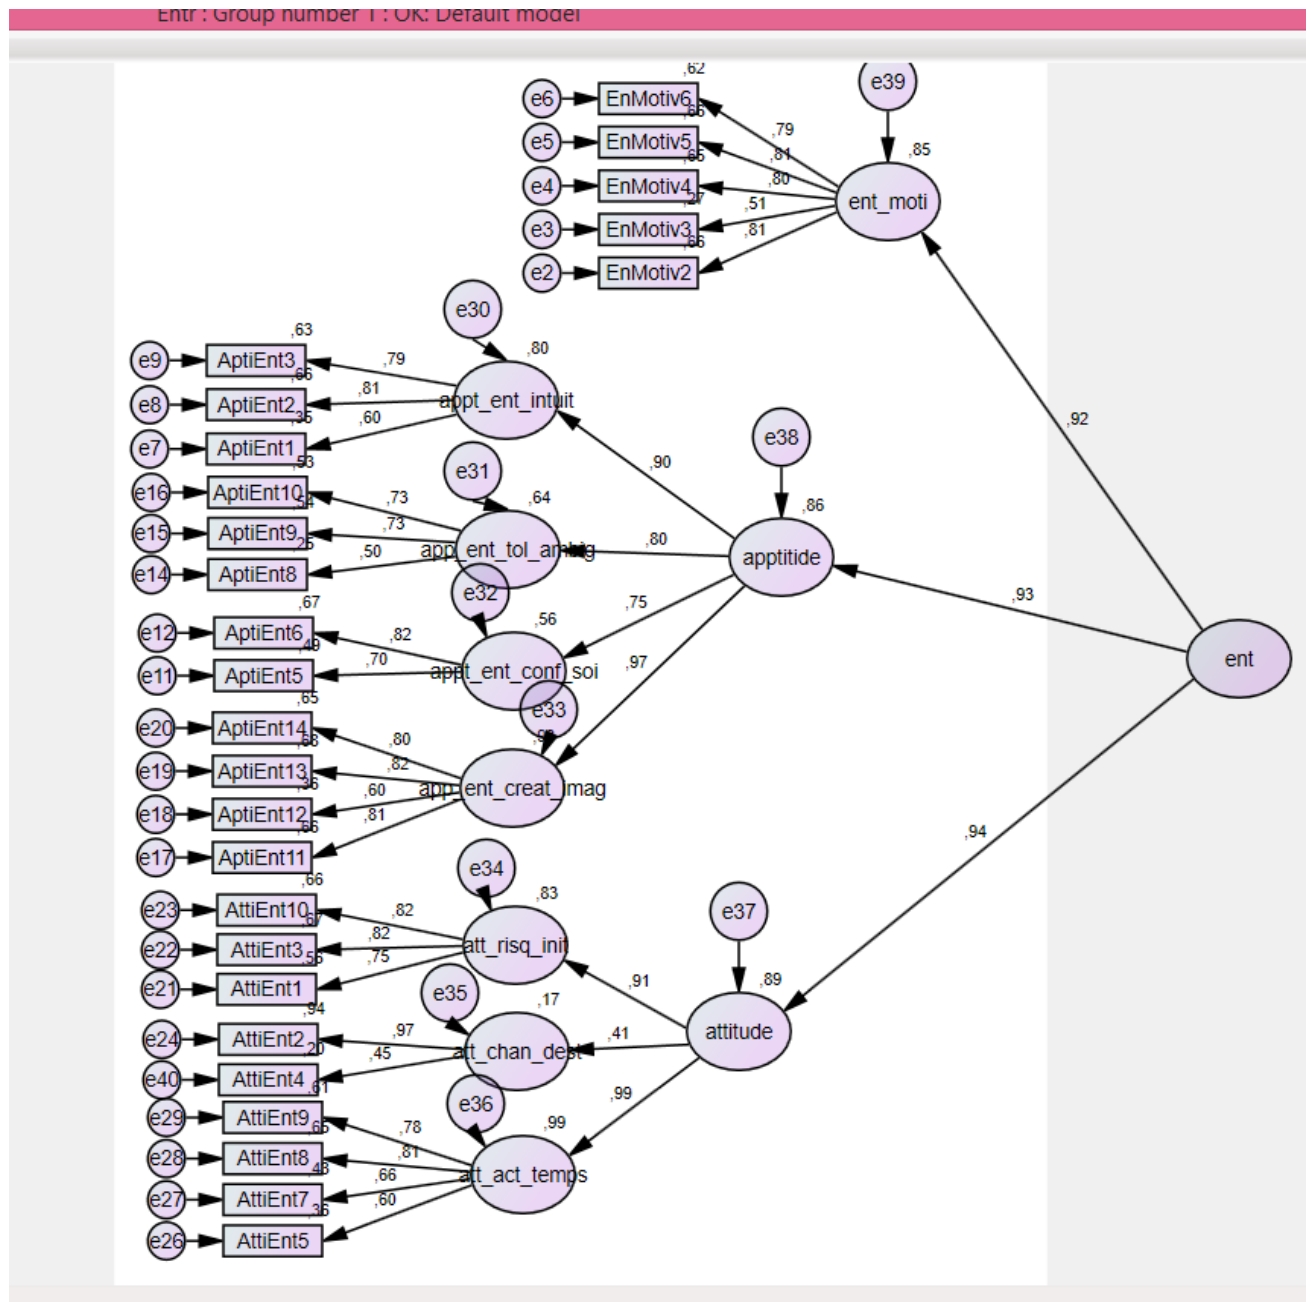 Entr : Group number 1 : OK: Default model
,62
e39
e6
EnMotiv6
,66
,79
e5
EnMotiv5
,65
,81
,85
e4
EnMotiv4
,27
,80
ent_moti
e3
EnMotiv3
,66
,51
e2
EnMotiv2
,81
e30
,63
,80
e9
AptiEnt3
,66
,79
e8
AptiEnt2
,35
,81
appt_ent_intuit
e7
AptiEnt1
,53
,60
,92
e38
e31
,90
e16
AptiEnt10
,54
,73
,64
,86
e15
AptiEnt9
,25
,73
app_ent_tol_ambig
,80
apptitide
e14
AptiEnt8
,50
e32
,93
,67
,75
e12
AptiEnt6
,49
,82
,56
e11
AptiEnt5
,70
appt_ent_conf_soi
,97
ent
,65
e33
e20
AptiEnt14
,68
,80
e19
AptiEnt13
,36
,82
app_ent_creat_imag
e18
AptiEnt12
,66
,60
e17
AptiEnt11
,81
,94
e34
,66
,83
e23
AttiEnt10
,67
,82
e37
e22
AttiEnt3
,56
,82
att_risq_init
e21
AttiEnt1
,75
,91
,89
e35
,94
,17
e24
AttiEnt2
,20
,97
att_chan_dest
,41
attitude
e40
AttiEnt4
,61
,45
e36
,99
e29
AttiEnt9
,65
,78
,99
e28
AttiEnt8
,43
,81
att_act_temps
e27
AttiEnt7
,36
,66
e26
AttiEnt5
,60